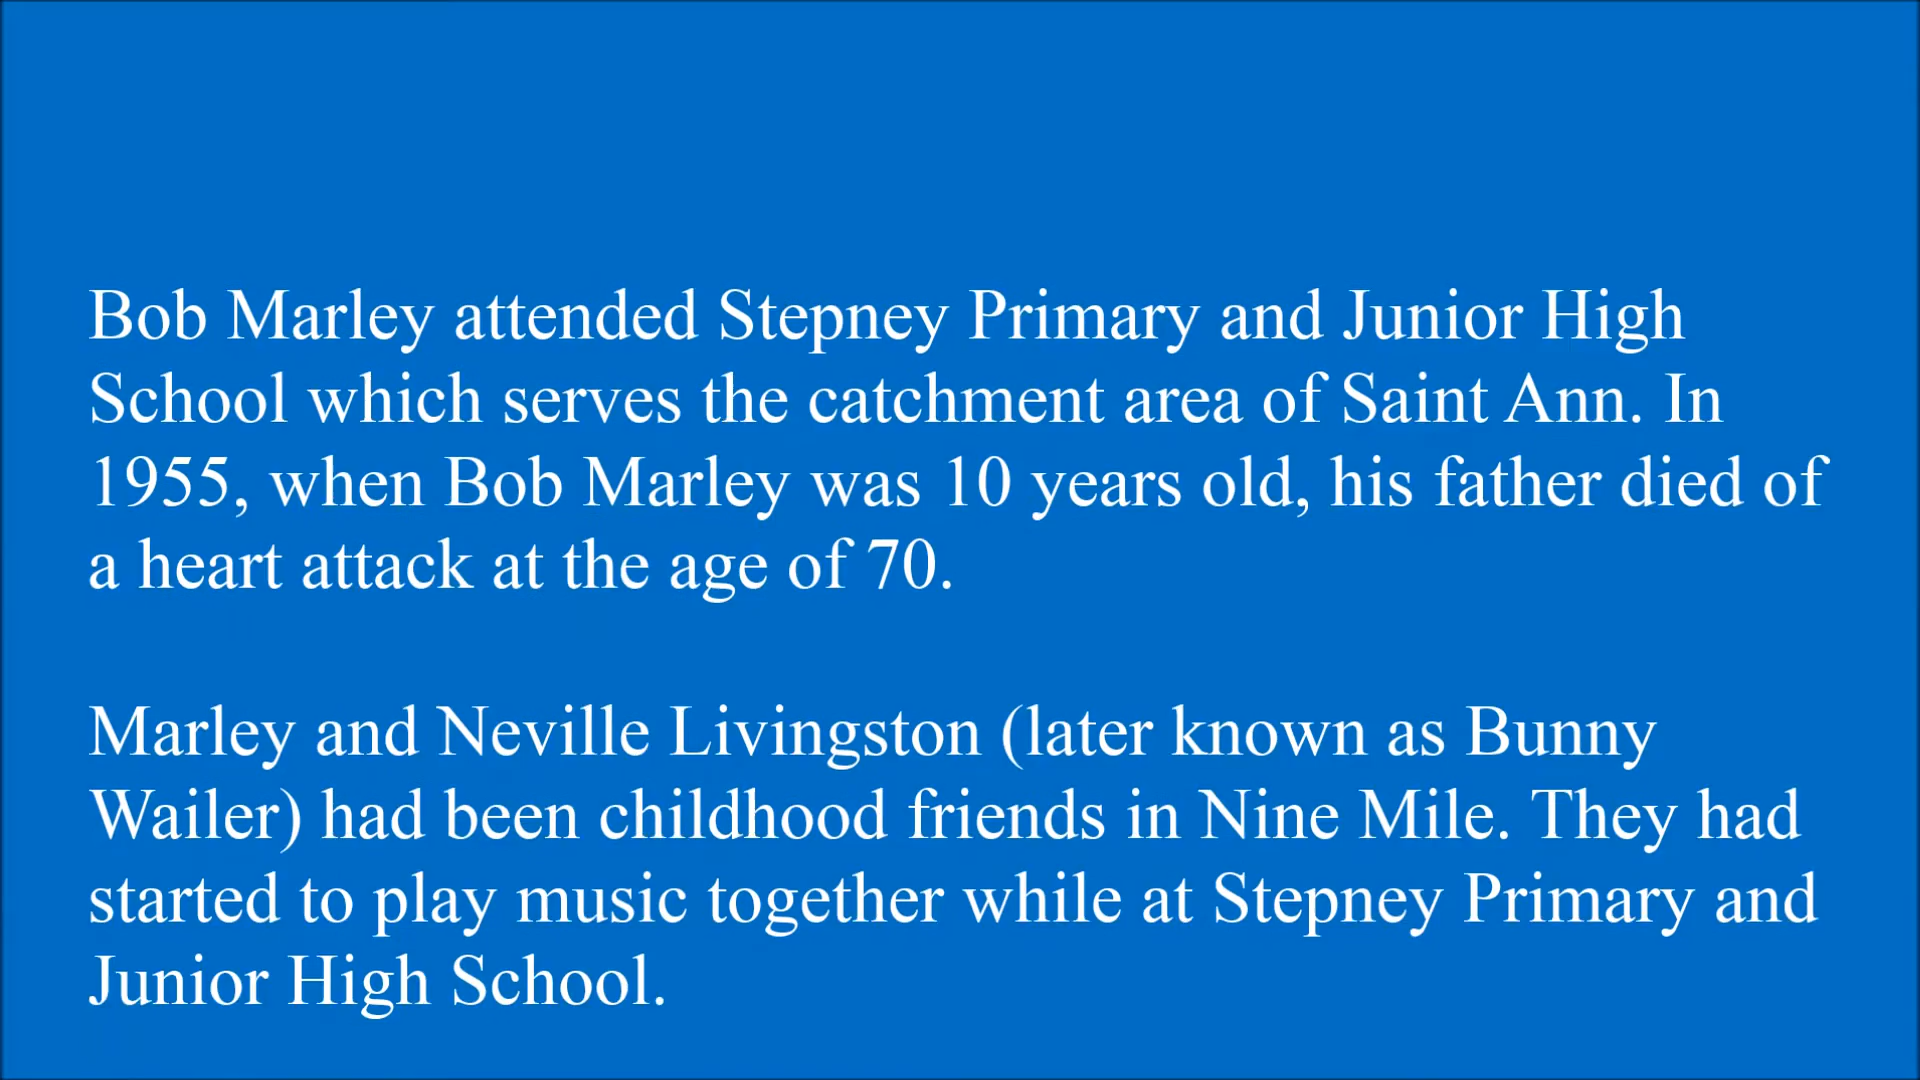 Bob Marley attended Stepney Primary and Junior High
School which serves the catchment area of Saint Ann. In
1955, when Bob Marley was 10 years old, his father died of
a heart attack at the age of 70.
Marley and Neville Livingston (later known as Bunny
Wailer) had been childhood friends in Nine Mile. They had
started to play music together while at Stepney Primary and
Junior High School.